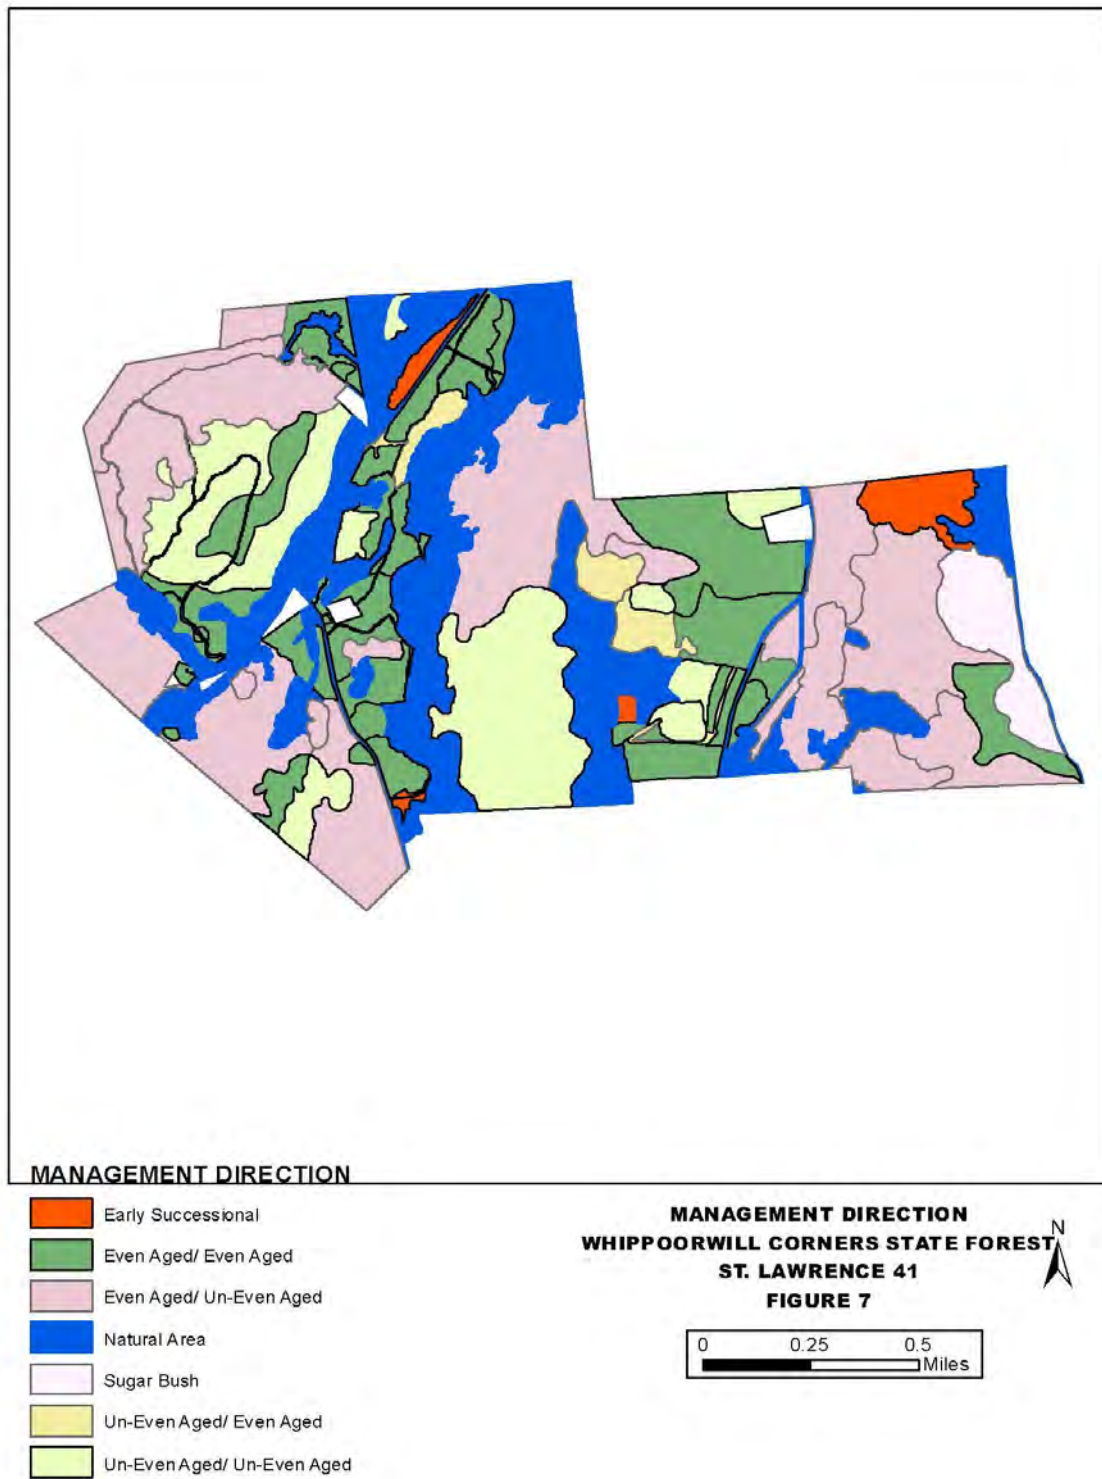 MANAGEMENT DIRECTION
Early Successional
Even Aged/ Even Aged
Even Aged/ Un-Even Aged
Natural Area
Sugar Bush
Un-Even Aged/ Even Aged
Un-Even Aged/ Un-Even Aged
MANAGEMENT DIRECTION
WHIPPOORWILL CORNERS STATE FOREST
ST. LAWRENCE 41
FIGURE 7
N
0 0.25 0.5
Miles